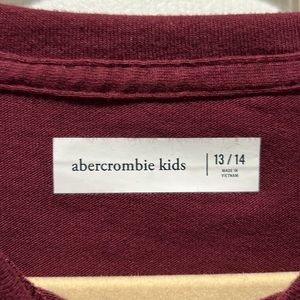 abercrombie kids
13 / 14
MADE IN
VIETNAM